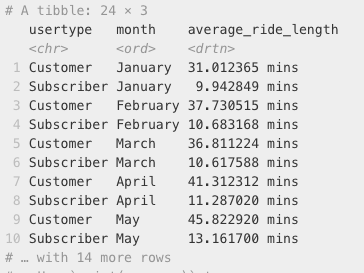 # A tibble: 24 × 3
usertype month average_ride_length
<chr> <ord> <drtn>
1 Customer January 31.012365 mins
2 Subscriber January 9.942849 mins
3 Customer February 37.730515 mins
4 Subscriber February 10.683168 mins
5 Customer March 36.811224 mins
6 Subscriber March 10.617588 mins
7 Customer April 41.312312 mins
8 Subscriber April 11.287020 mins
9 Customer May 45.822920 mins
10 Subscriber May 13.161700 mins
# … with 14 more rows